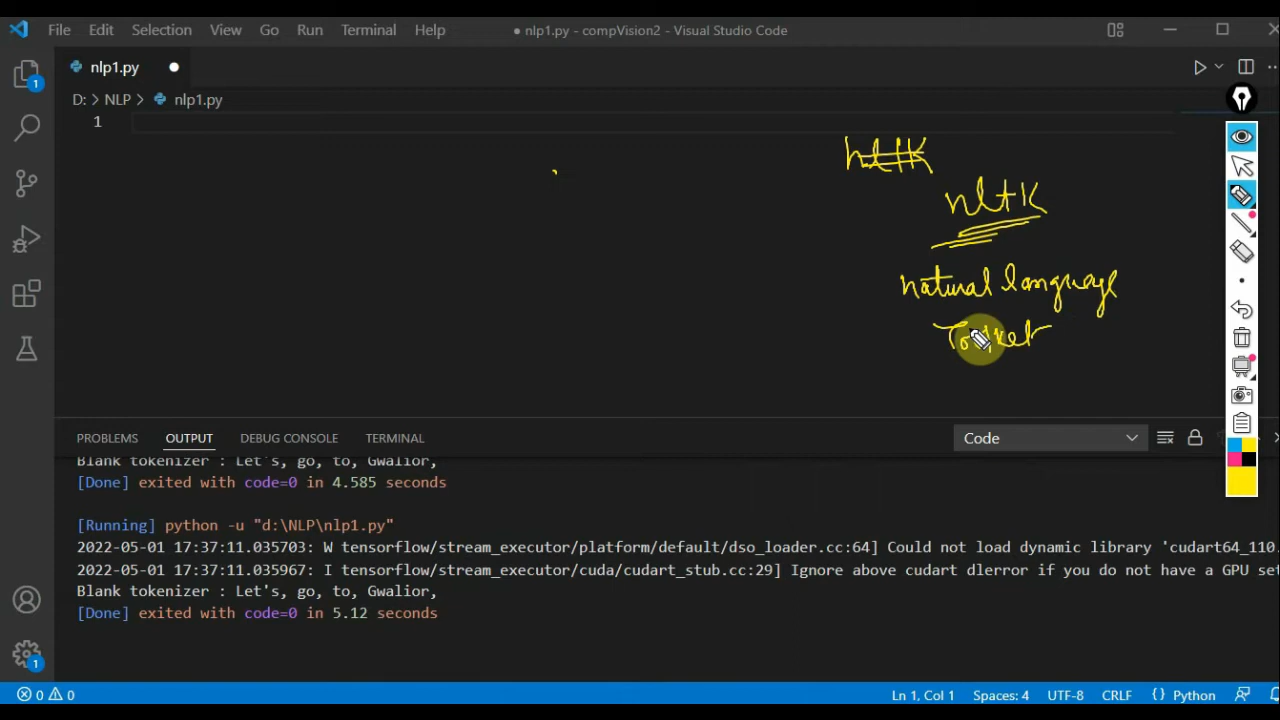 File Edit Selection View Go Run Terminal Help
● nlp1.py - compVision2 - Visual Studio Code
nlp1.py ●
D: > NLP > nlp1.py
1
nltK
nltK
natural language
PROBLEMS OUTPUT DEBUG CONSOLE TERMINAL
Code
Blank tokenizer : Let's, go, to, Gwalior,
[Done] exited with code=0 in 4.585 seconds
[Running] python -u "d:\NLP\nlp1.py"
2022-05-01 17:37:11.035703: W tensorflow/stream_executor/platform/default/dso_loader.cc:64] Could not load dynamic library 'cudart64_110.
2022-05-01 17:37:11.035967: I tensorflow/stream_executor/cuda/cudart_stub.cc:29] Ignore above cudart dlerror if you do not have a GPU set
Blank tokenizer : Let's, go, to, Gwalior,
[Done] exited with code=0 in 5.12 seconds
0 0 Ln 1, Col 1 Spaces: 4 UTF-8 CRLF Python
1
1